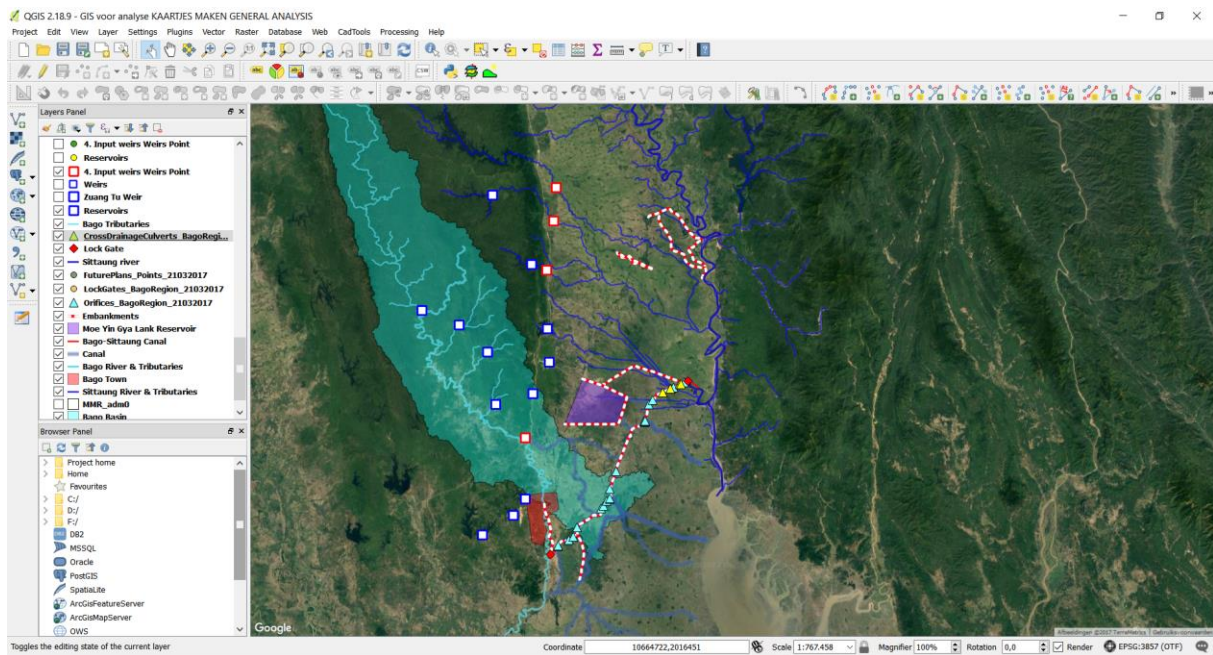 QGIS 2.18.9 - GIS voor analyse KAARTJES MAKEN GENERAL ANALYSIS
Project Edit View Layer Settings Plugins Vector Raster Database Web CadTools Processing Help
CSW
Layers Panel
4. Input weirs Weirs Point
Reservoirs
4. Input weirs Weirs Point
Weirs
Zuang Tu Weir
Reservoirs
Bago Tributaries
CrossDrainageCulverts_BagoRegi...
Lock Gate
Sittaung river
FuturePlans_Points_21032017
LockGates_BagoRegion_21032017
Orifices_BagoRegion_21032017
Embankments
Moe Yin Gya Lank Reservoir
Bago-Sittaung Canal
Canal
Bago River & Tributaries
Bago Town
Sittaung River & Tributaries
MMR_adm0
Bago Basin
Browser Panel
Project home
Home
Favourites
C:/
D:/
F:/
DB2
MSSQL
Oracle
PostGIS
SpatiaLite
ArcGisFeatureServer
ArcGisMapServer
OWS
Google
Afbeeldingen ©2017 TerraMetrics | Gebruiksvoorwaarden
Toggles the editing state of the current layer
Coordinate 10664722,2016451 Scale 1:767.458 Magnifier 100% Rotation 0,0 Render EPSG:3857 (OTF)